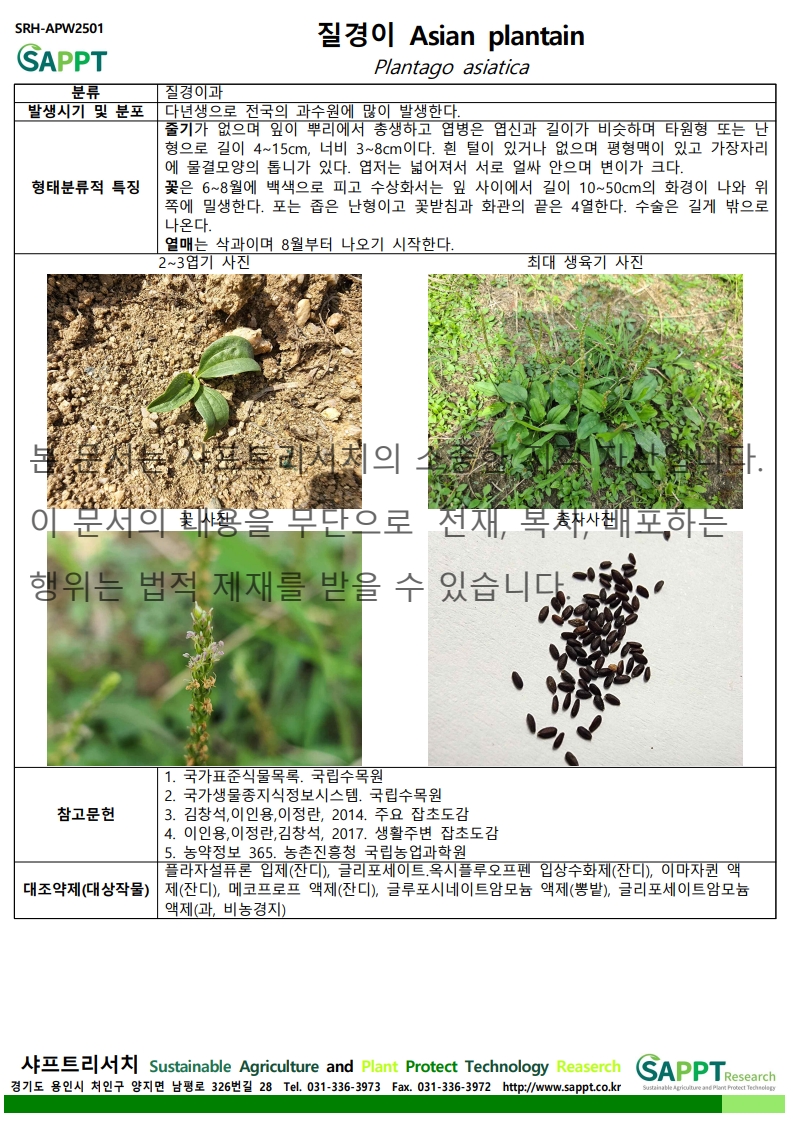 SRH-APW2501
SAPPT
질경이 Asian plantain
Plantago asiatica
분류
질경이과
발생시기 및 분포
다년생으로 전국의 과수원에 많이 발생한다.
형태분류적 특징
줄기가 없으며 잎이 뿌리에서 총생하고 엽병은 엽신과 길이가 비슷하며 타원형 또는 난
형으로 길이 4~15cm, 너비 3~8cm이다. 흰 털이 있거나 없으며 평형맥이 있고 가장자리
에 물결모양의 톱니가 있다. 엽저는 넓어져서 서로 얼싸 안으며 변이가 크다.
꽃은 6~8월에 백색으로 피고 수상화서는 잎 사이에서 길이 10~50cm의 화경이 나와 위
쪽에 밀생한다. 포는 좁은 난형이고 꽃받침과 화관의 끝은 4열한다. 수술은 길게 밖으로
나온다.
열매는 삭과이며 8월부터 나오기 시작한다.
2~3엽기 사진
최대 생육기 사진
본 문서는 샤프트리서치의 소중한 지적 자산입니다.
꽃 사진
종자사진
이 문서의 내용을 무단으로 전재, 복사, 배포하는
행위는 법적 제재를 받을 수 있습니다.
참고문헌
1. 국가표준식물목록. 국립수목원
2. 국가생물종지식정보시스템. 국립수목원
3. 김창석,이인용,이정란, 2014. 주요 잡초도감
4. 이인용,이정란,김창석, 2017. 생활주변 잡초도감
5. 농약정보 365. 농촌진흥청 국립농업과학원
대조약제(대상작물)
플라자설퓨론 입제(잔디), 글리포세이트.옥시플루오프펜 입상수화제(잔디), 이마자퀸 액
제(잔디), 메코프로프 액제(잔디), 글루포시네이트암모늄 액제(뽕밭), 글리포세이트암모늄
액제(과, 비농경지)
샤프트리서치 Sustainable Agriculture and Plant Protect Technology Reaserch
경기도 용인시 처인구 양지면 남평로 326번길 28 Tel. 031-336-3973 Fax. 031-336-3972 http://www.sappt.co.kr
SAPPT Research
Sustainable Agriculture and Plant Protect Technology